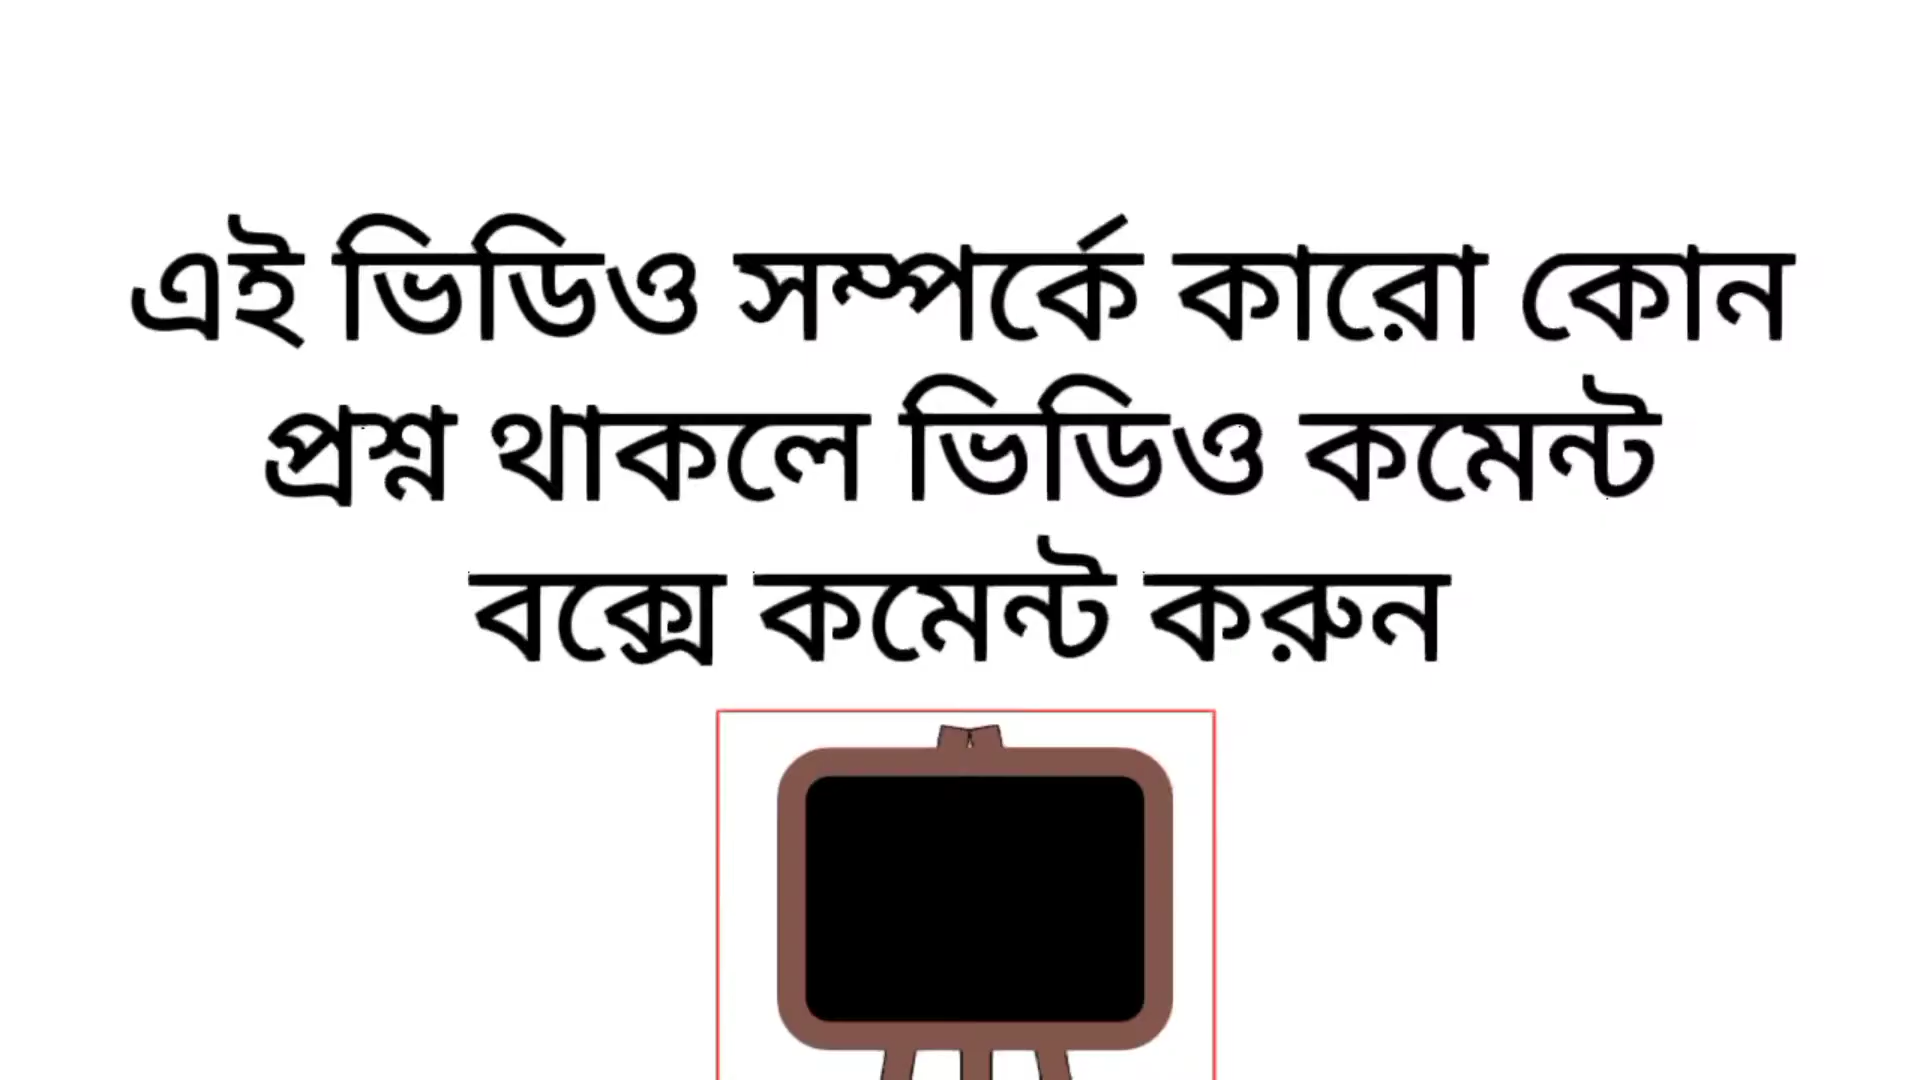 এই ভিডিও সম্পর্কে কারো কোন
প্রশ্ন থাকলে ভিডিও কমেন্ট
বক্সে কমেন্ট করুন